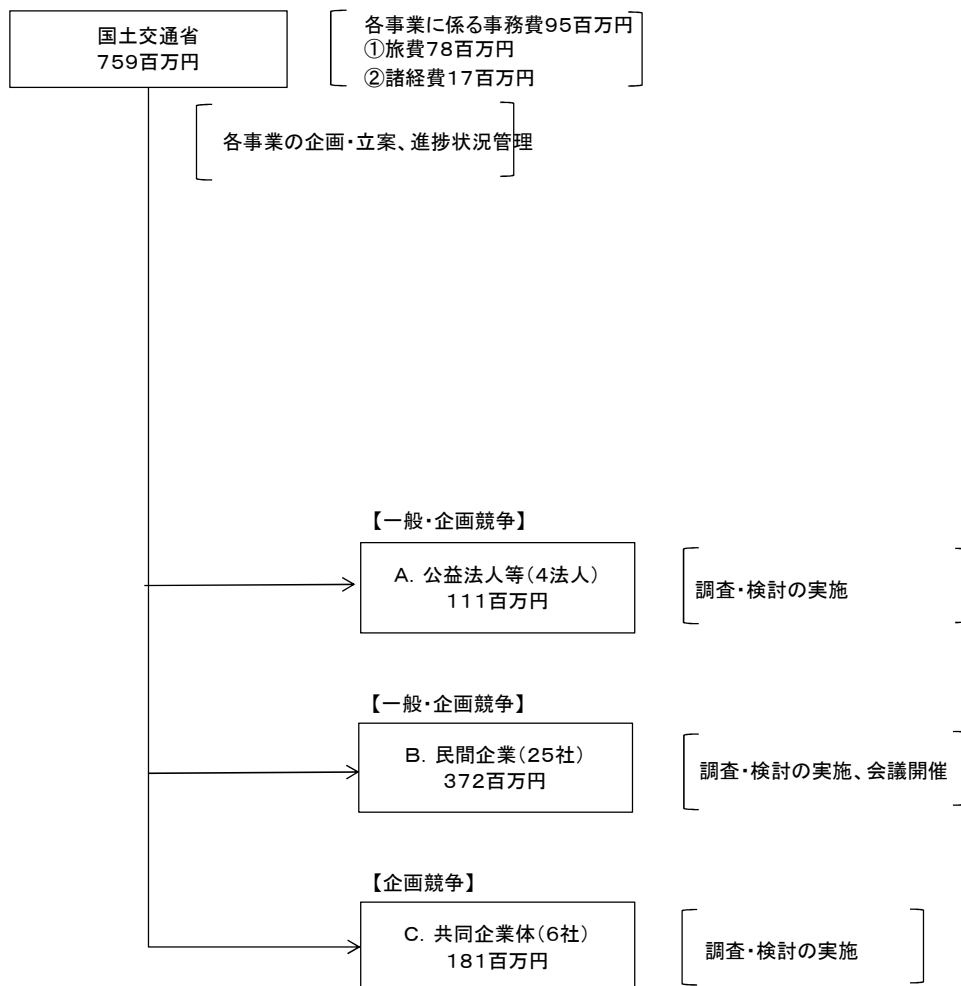 国土交通省
759百万円
各事業に係る事務費95百万円
①旅費78百万円
②諸経費17百万円
各事業の企画・立案、進捗状況管理
【一般・企画競争】
A．公益法人等(4法人)
111百万円
調査・検討の実施
【一般・企画競争】
B．民間企業(25社)
372百万円
調査・検討の実施、会議開催
【企画競争】
C．共同企業体(6社)
181百万円
調査・検討の実施